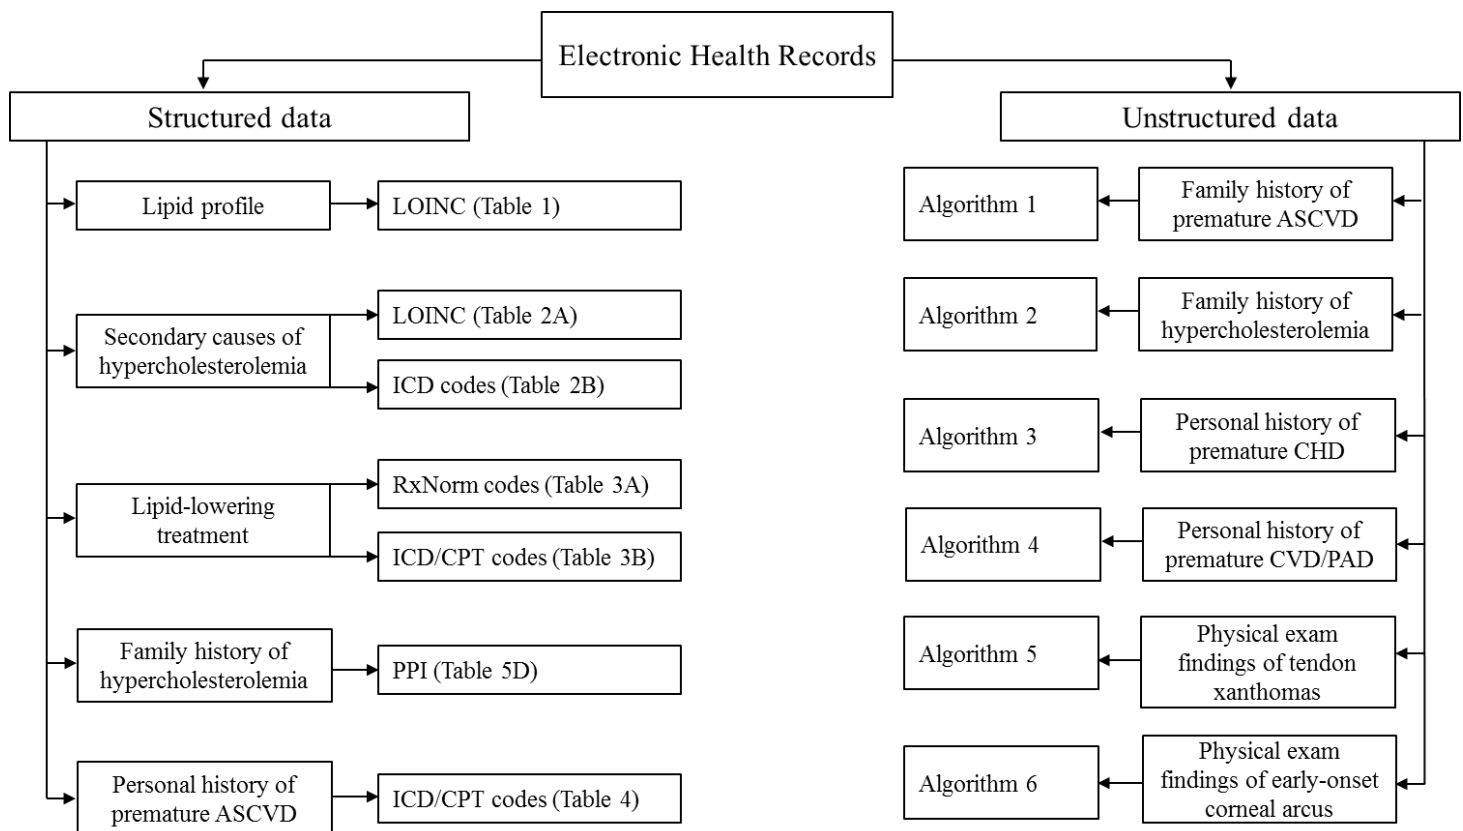 Electronic Health Records
Structured data
Lipid profile
LOINC (Table 1)
Secondary causes of
hypercholesterolemia
LOINC (Table 2A)
ICD codes (Table 2B)
Lipid-lowering
treatment
RxNorm codes (Table 3A)
ICD/CPT codes (Table 3B)
Family history of
hypercholesterolemia
PPI (Table 5D)
Personal history of
premature ASCVD
ICD/CPT codes (Table 4)
Unstructured data
Algorithm 1
Family history of
premature ASCVD
Algorithm 2
Family history of
hypercholesterolemia
Algorithm 3
Personal history of
premature CHD
Algorithm 4
Personal history of
premature CVD/PAD
Algorithm 5
Physical exam
findings of tendon
xanthomas
Algorithm 6
Physical exam
findings of early-onset
corneal arcus